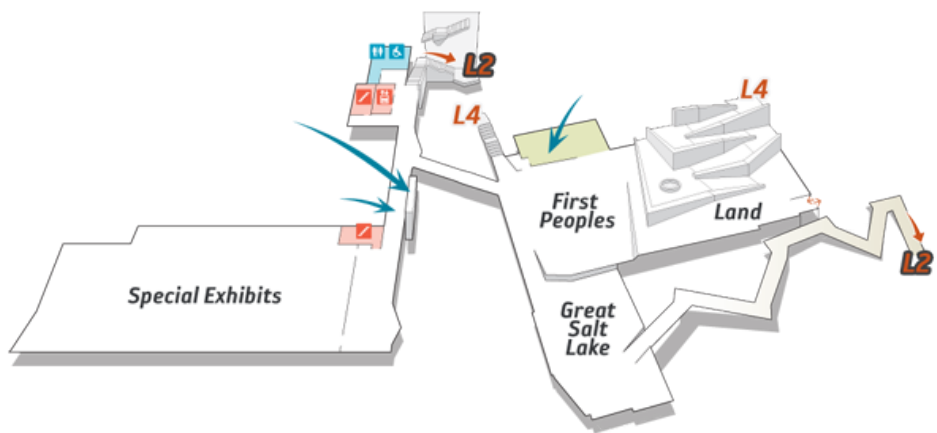 L2
L4
L4
First
Peoples
Land
L2
Special Exhibits
Great
Salt
Lake